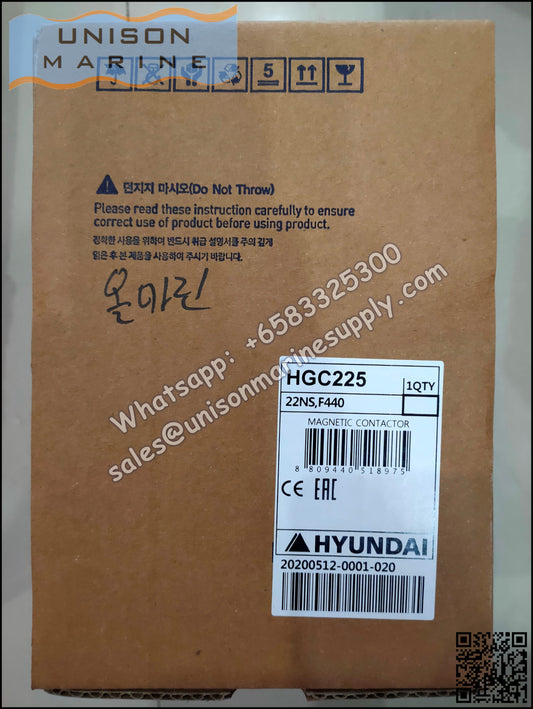 UNISON
MARINE
5
던지지 마시오(Do Not Throw)
Please read these instruction carefully to ensure
correct use of product before using product.
정확한 사용을 위하여 반드시 취급 설명서를 주의 깊게
읽은 후 본 제품을 사용하여 주시기 바랍니다.
올마린
Whatsapp: +6583325300
sales@unisonmarinesupply.com
HGC225
1QTY
22NS,F440
MAGNETIC CONTACTOR
8 809440 518975
CE EAC
HYUNDAI
20200512-0001-020